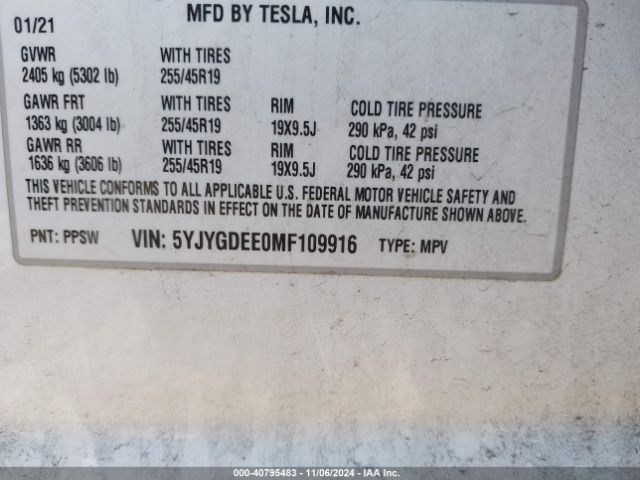 01/21 MFD BY TESLA, INC.
GVWR WITH TIRES
2405 kg (5302 lb) 255/45R19
GAWR FRT WITH TIRES RIM COLD TIRE PRESSURE
1363 kg (3004 lb) 255/45R19 19X9.5J 290 kPa, 42 psi
GAWR RR WITH TIRES RIM COLD TIRE PRESSURE
1636 kg (3606 lb) 255/45R19 19X9.5J 290 kPa, 42 psi
THIS VEHICLE CONFORMS TO ALL APPLICABLE U.S. FEDERAL MOTOR VEHICLE SAFETY AND
THEFT PREVENTION STANDARDS IN EFFECT ON THE DATE OF MANUFACTURE SHOWN ABOVE.
PNT: PPSW VIN: 5YJYGDEE0MF109916 TYPE: MPV
000-40795483 - 11/06/2024 - IAA Inc.